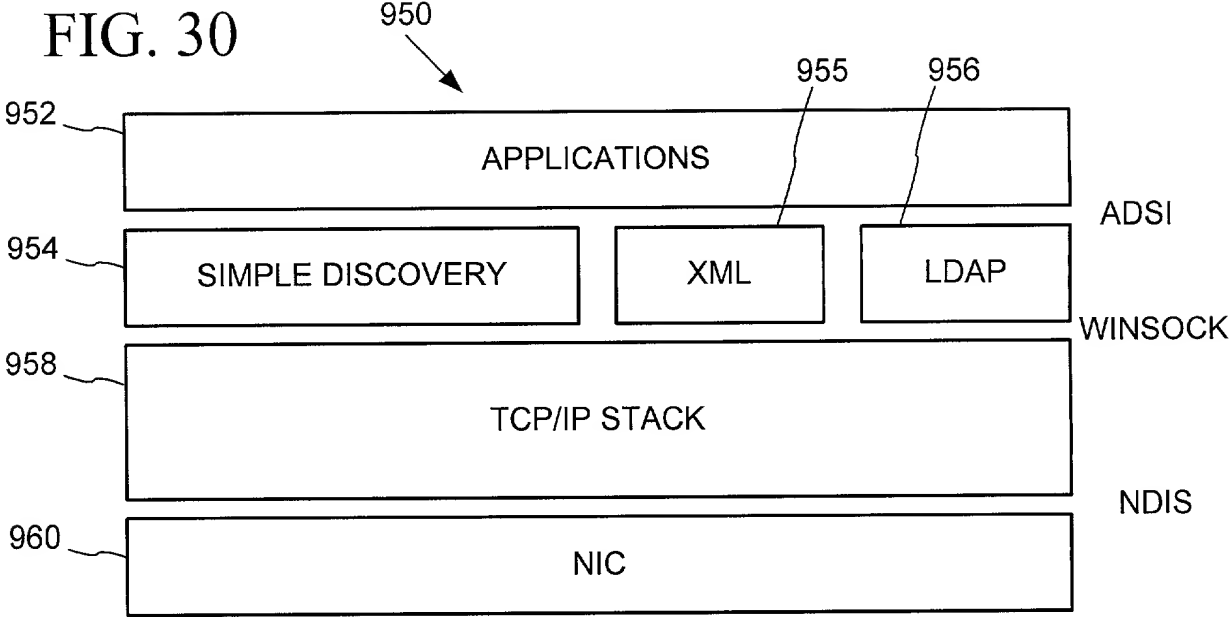 FIG. 30
950
955
956
952
APPLICATIONS
ADSI
954
SIMPLE DISCOVERY
XML
LDAP
WINSOCK
958
TCP/IP STACK
NDIS
960
NIC